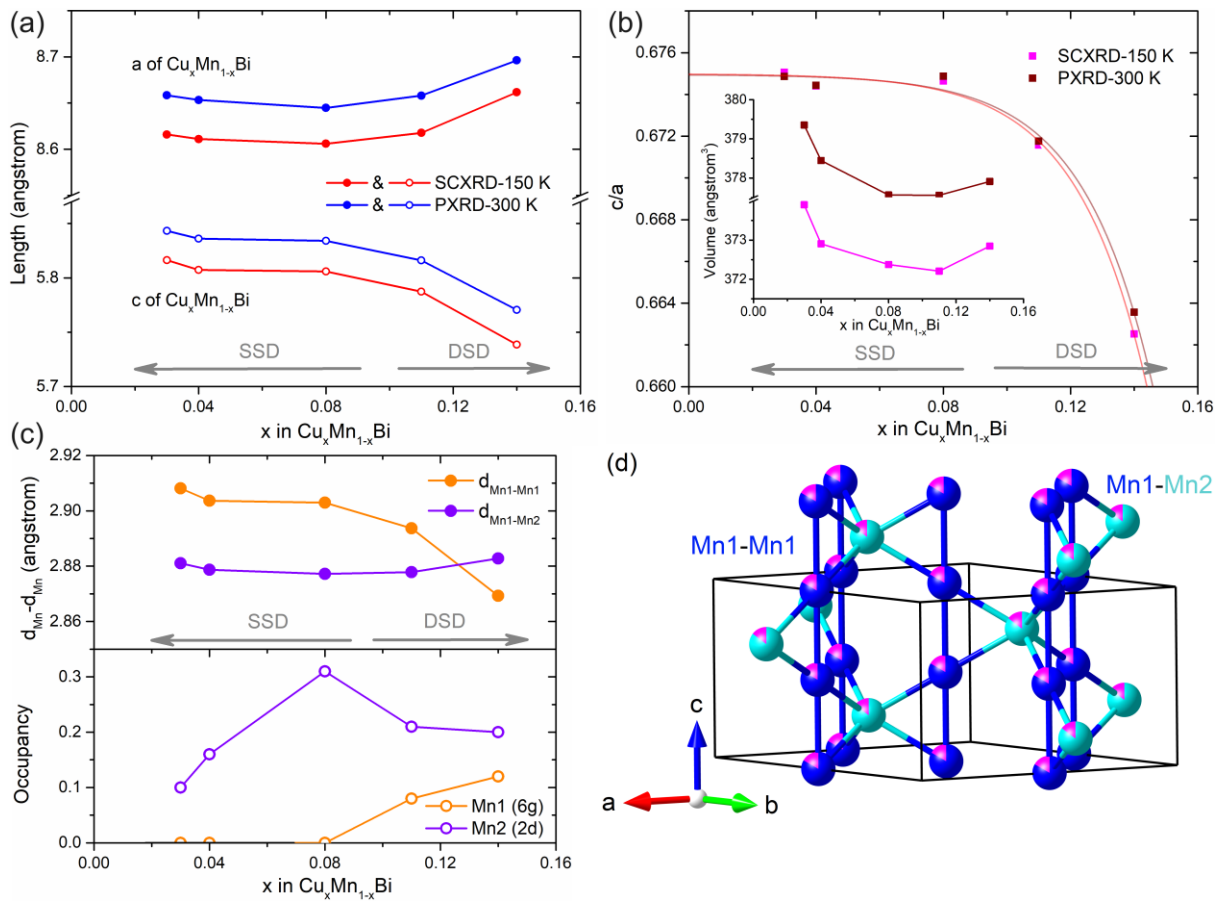 (a)
8.7
8.6
5.8
5.7
Length (angstrom)
a of CuxMn1-xBi
& SCXRD-150 K
& PXRD-300 K
c of CuxMn1-xBi
SSD DSD
0.00 0.04 0.08 0.12 0.16
x in CuxMn1-xBi
(b)
0.676
0.672
0.668
0.664
0.660
c/a
SCXRD-150 K
PXRD-300 K
380
379
378
373
372
Volume (angstrom3)
0.00 0.04 0.08 0.12 0.16
x in CuxMn1-xBi
SSD DSD
0.00 0.04 0.08 0.12 0.16
x in CuxMn1-xBi
(c)
2.92
2.90
2.88
2.86
dMn-dMn (angstrom)
dMn1-Mn1
dMn1-Mn2
SSD DSD
0.3
0.2
0.1
0.0
Occupancy
Mn1 (6g)
Mn2 (2d)
0.00 0.04 0.08 0.12 0.16
x in CuxMn1-xBi
(d)
Mn1-Mn2
Mn1-Mn1
c
a
b